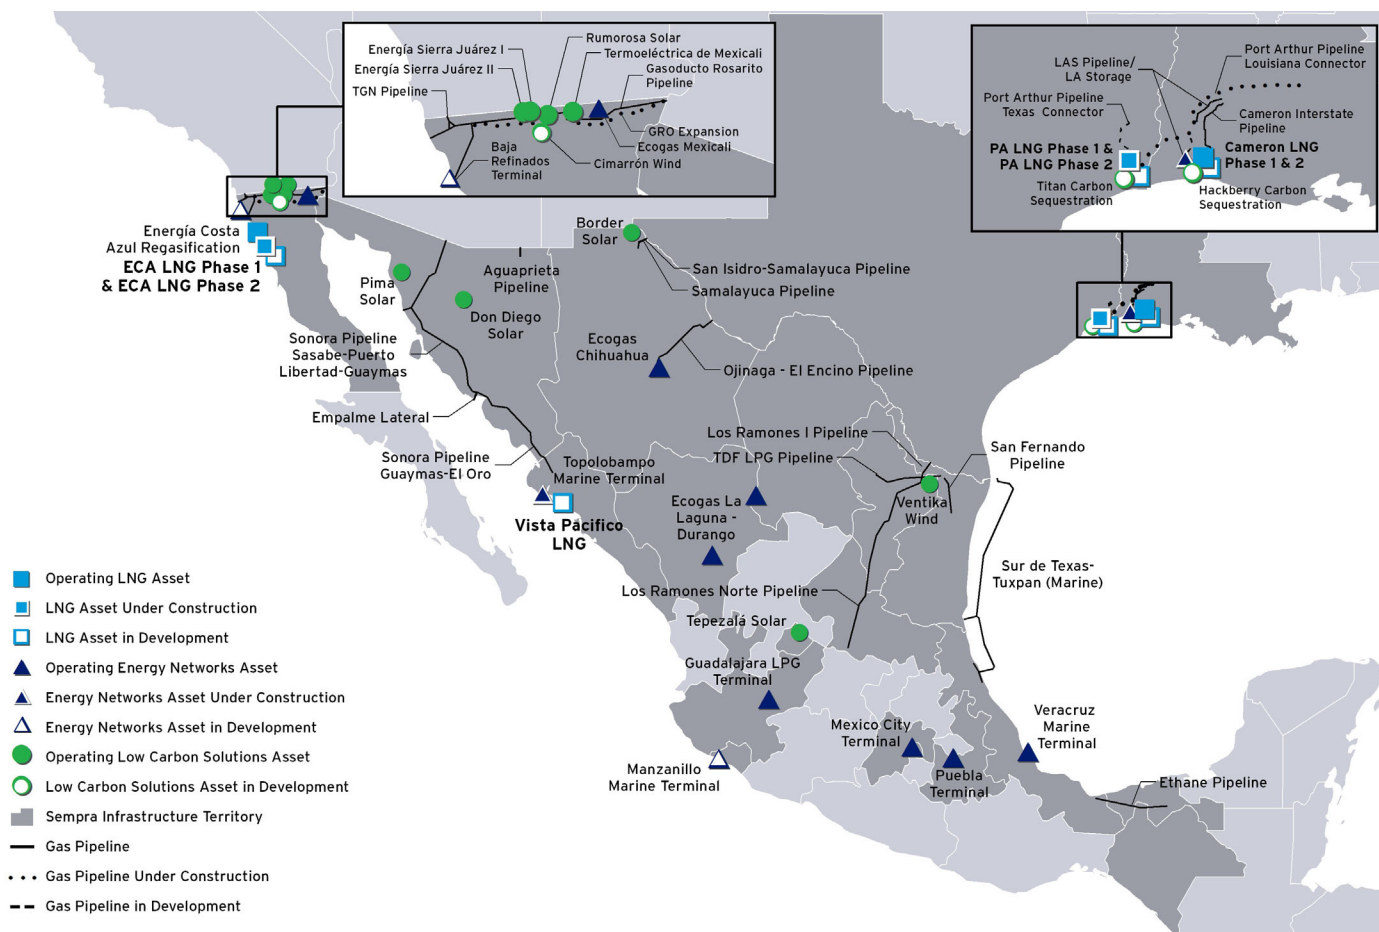 Rumorosa Solar
Energía Sierra Juárez I
Termoeléctrica de Mexicali
Energía Sierra Juárez II
Gasoducto Rosarito
Pipeline
TGN Pipeline
GRO Expansion
Ecogas Mexicali
Baja
Refinados
Terminal
Cimarrón Wind
Port Arthur Pipeline
Louisiana Connector
LAS Pipeline/
LA Storage
Port Arthur Pipeline
Texas Connector
Cameron Interstate
Pipeline
PA LNG Phase 1 &
PA LNG Phase 2
Cameron LNG
Phase 1 & 2
Titan Carbon
Sequestration
Hackberry Carbon
Sequestration
Energía Costa
Azul Regasification
ECA LNG Phase 1
& ECA LNG Phase 2
Border
Solar
San Isidro-Samalayuca Pipeline
Samalayuca Pipeline
Aguaprieta
Pipeline
Pima
Solar
Don Diego
Solar
Sonora Pipeline
Sasabe-Puerto
Libertad-Guaymas
Ecogas
Chihuahua
Ojinaga - El Encino Pipeline
Empalme Lateral
Los Ramones I Pipeline
TDF LPG Pipeline
San Fernando
Pipeline
Sonora Pipeline
Guaymas-El Oro
Topolobampo
Marine Terminal
Ventika
Wind
Ecogas La
Laguna -
Durango
Vista Pacifico
LNG
Sur de Texas-
Tuxpan (Marine)
Los Ramones Norte Pipeline
Tepezalá Solar
Guadalajara LPG
Terminal
Mexico City
Terminal
Veracruz
Marine
Terminal
Manzanillo
Marine Terminal
Puebla
Terminal
Ethane Pipeline
Operating LNG Asset
LNG Asset Under Construction
LNG Asset in Development
Operating Energy Networks Asset
Energy Networks Asset Under Construction
Energy Networks Asset in Development
Operating Low Carbon Solutions Asset
Low Carbon Solutions Asset in Development
Sempra Infrastructure Territory
Gas Pipeline
Gas Pipeline Under Construction
Gas Pipeline in Development